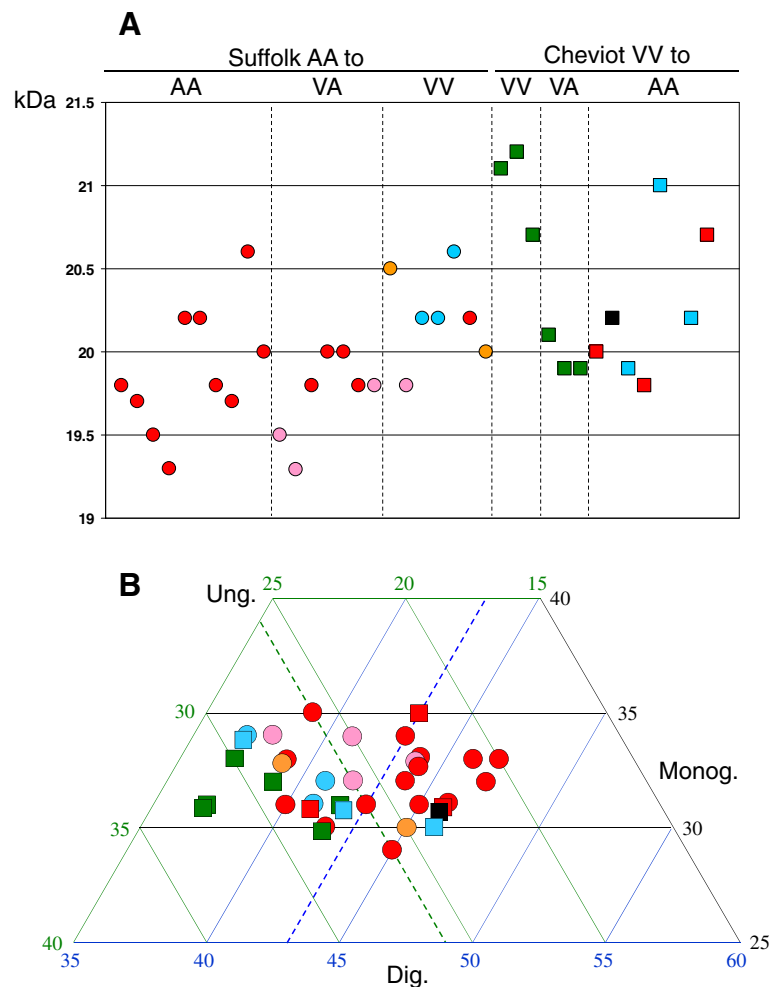 A
Suffolk AA to Cheviot VV to
AA VA VV VV VA AA
kDa
21.5
21
20.5
20
19.5
19
B
Ung. 25 20 15
40
30 35
Monog.
35 30
40 25
35 40 45 50 55 60
Dig.